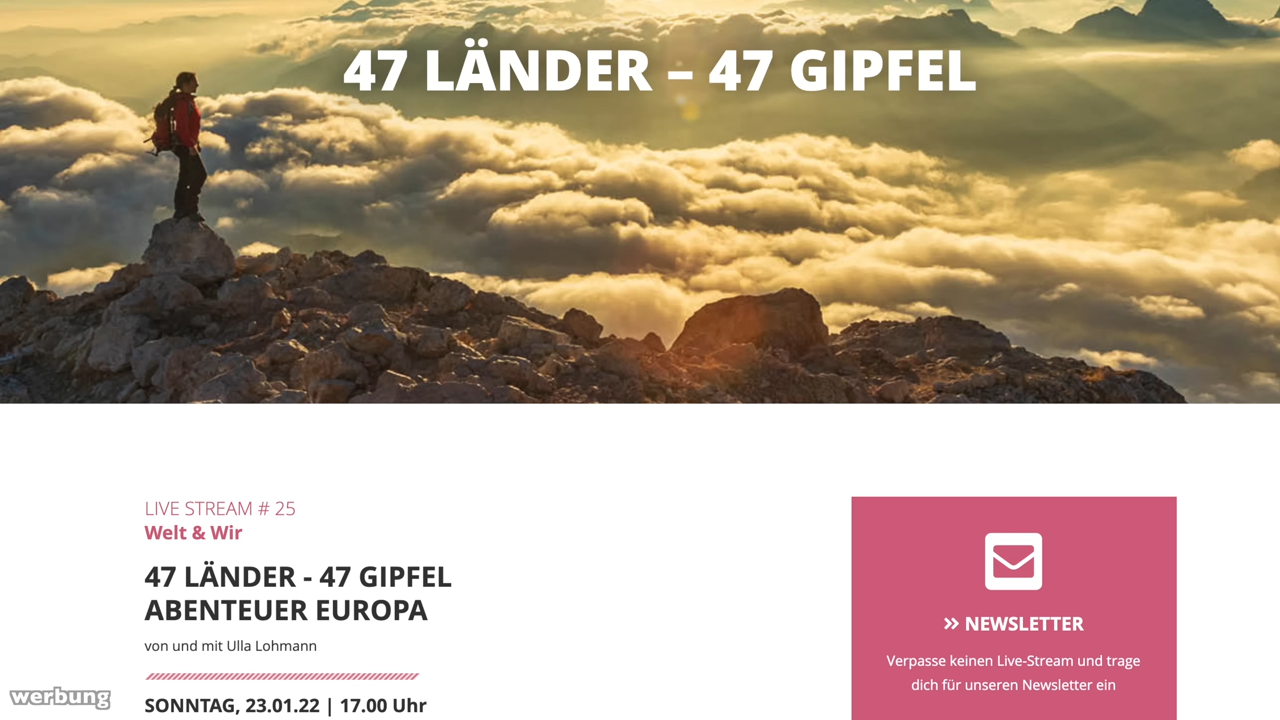 47 LÄNDER – 47 GIPFEL
LIVE STREAM # 25
Welt & Wir
47 LÄNDER - 47 GIPFEL
ABENTEUER EUROPA
von und mit Ulla Lohmann
SONNTAG, 23.01.22 | 17.00 Uhr
» NEWSLETTER
Verpasse keinen Live-Stream und trage
dich für unseren Newsletter ein
werbung